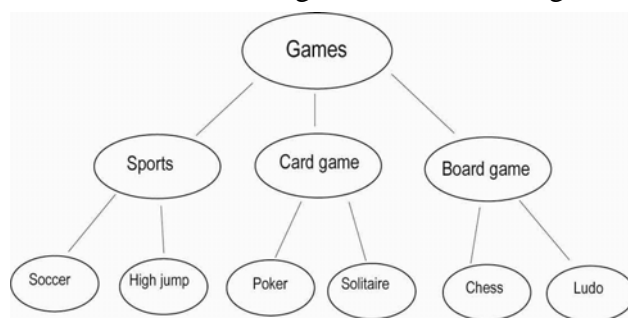 Games
Sports
Card game
Board game
Soccer
High jump
Poker
Solitaire
Chess
Ludo